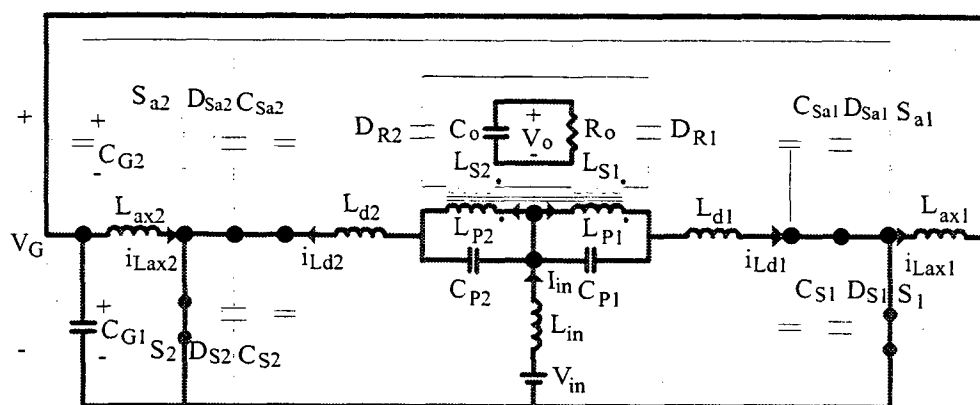 S_a2 D_Sa2 C_Sa2
D_R2 C_o + V_o - R_o D_R1
C_Sa1 D_Sa1 S_a1
+ + C_G2 -
L_S2 L_S1
L_ax2 L_d2 L_P2 L_P1 L_d1 L_ax1
V_G i_Lax2 i_Ld2 i_Ld1 i_Lax1
C_P2 I_in C_P1
C_S1 D_S1 S_1
+ C_G1 - -
S_2 D_S2 C_S2
L_in
V_in